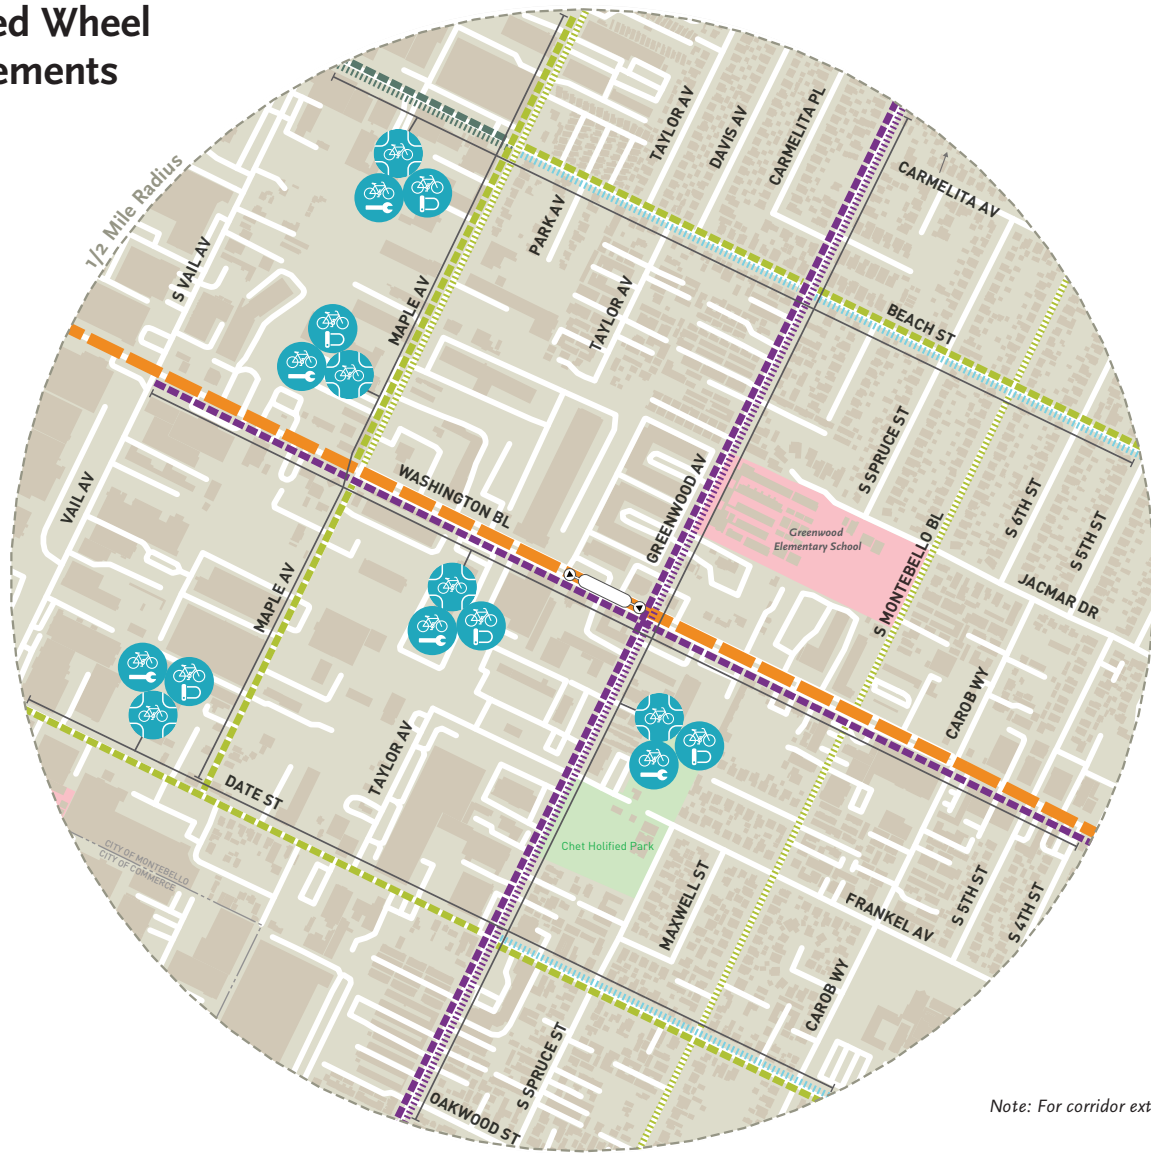 ed Wheel
ements
1/2 Mile Radius
TAYLOR AV
DAVIS AV
CARMELITA PL
CARMELITA AV
S VAIL AV
PARK AV
MAPLE AV
TAYLOR AV
BEACH ST
VAIL AV
WASHINGTON BL
GREENWOOD AV
S SPRUCE ST
Greenwood
Elementary School
S MONTEBELLO BL
S 6TH ST
S 5TH ST
JACMAR DR
MAPLE AV
CAROB WY
DATE ST
TAYLOR AV
CITY OF MONTEBELLO
CITY OF COMMERCE
Chet Holified Park
MAXWELL ST
FRANKEL AV
S 5TH ST
S 4TH ST
CAROB WY
S SPRUCE ST
OAKWOOD ST
Note: For corridor ext